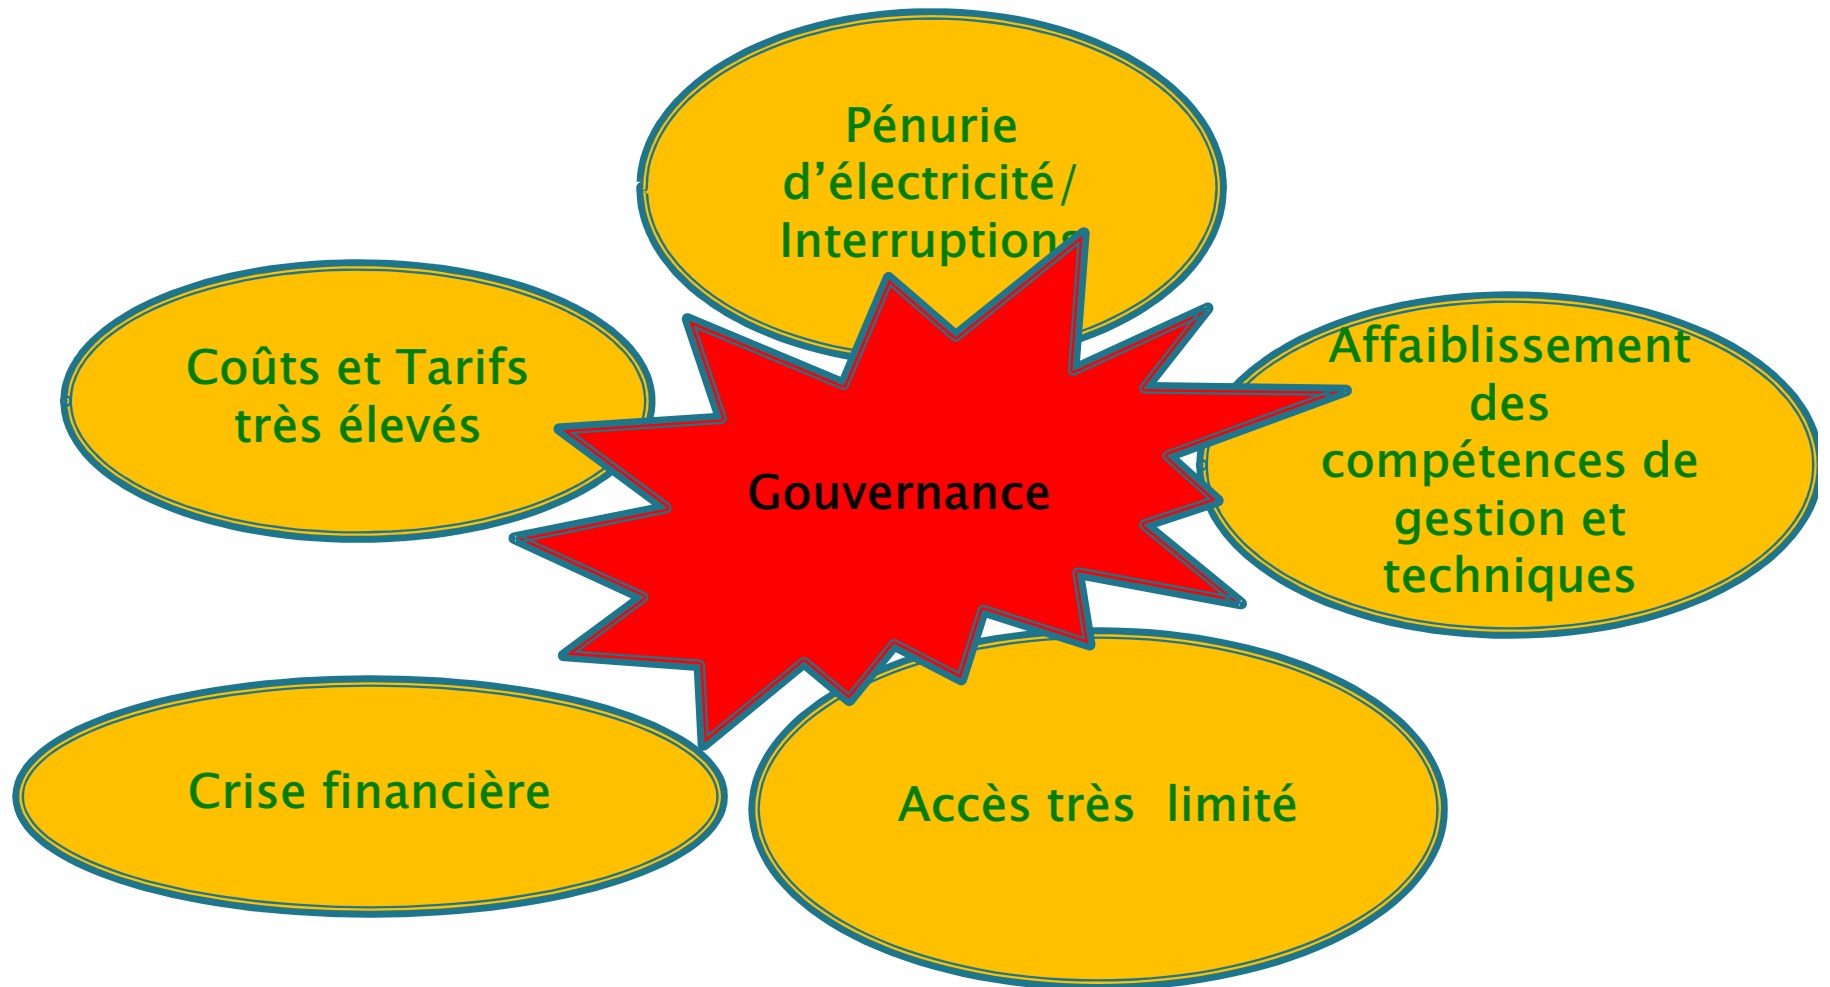 Pénurie
d’électricité/
Interruptions
Coûts et Tarifs
très élevés
Affaiblissement
des
compétences de
gestion et
techniques
Gouvernance
Crise financière
Accès très limité